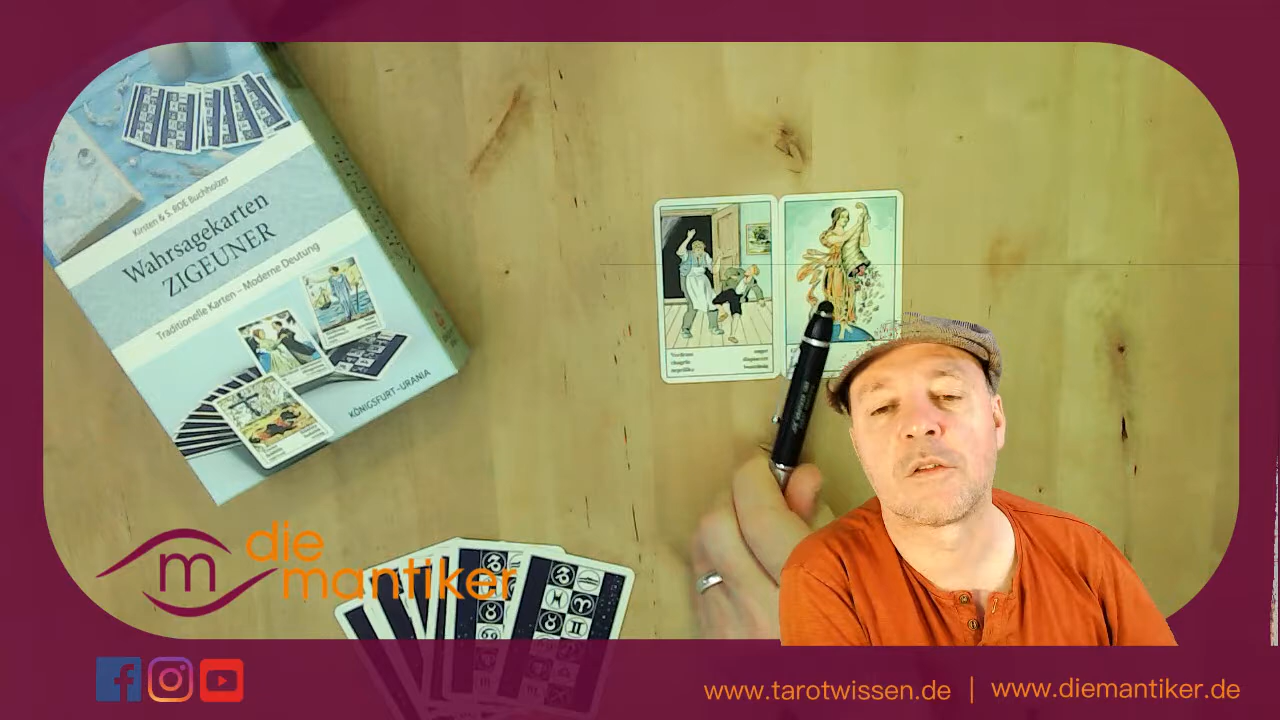 Kirsten & S. ROE Buchholzer
Wahrsagekarten
ZIGEUNER
Traditionelle Karten – Moderne Deutung
KÖNIGSFURT-URANIA
m
die
mantiker
www.tarotwissen.de | www.diemantiker.de